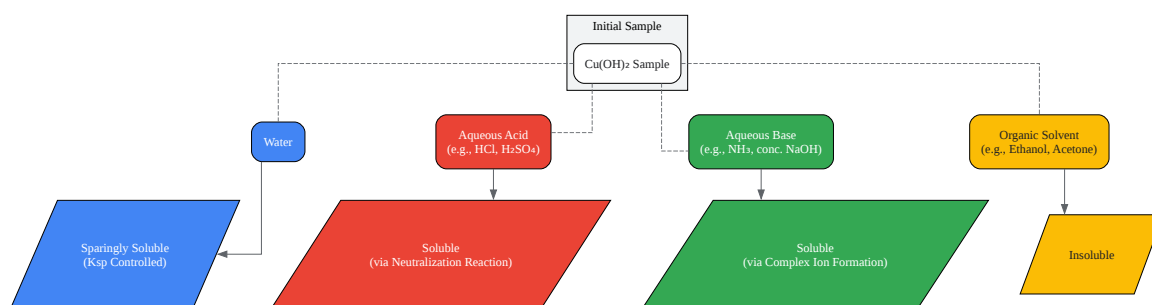 Initial Sample
Cu(OH)₂ Sample
Water
Aqueous Acid
(e.g., HCl, H₂SO₄)
Aqueous Base
(e.g., NH₃, conc. NaOH)
Organic Solvent
(e.g., Ethanol, Acetone)
Sparingly Soluble
(Ksp Controlled)
Soluble
(via Neutralization Reaction)
Soluble
(via Complex Ion Formation)
Insoluble